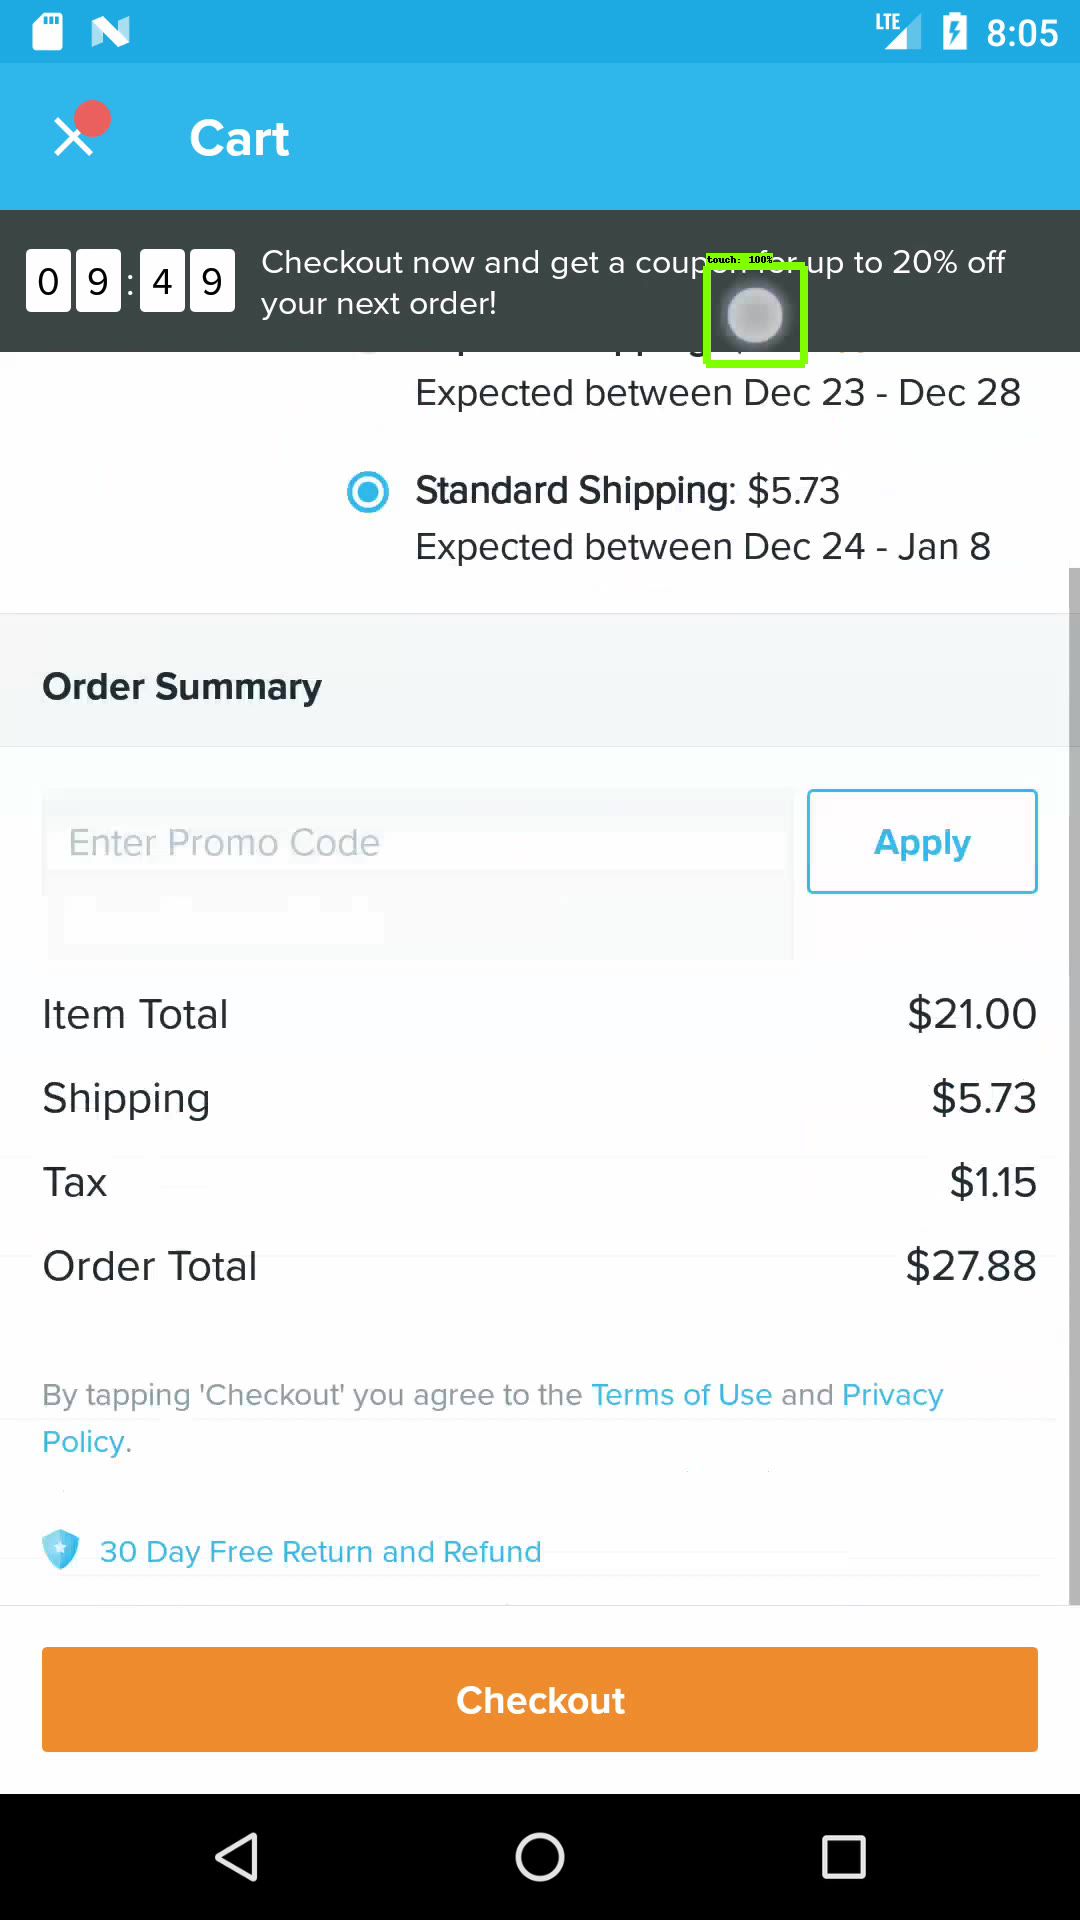 LTE 8:05
Cart
09:49
Checkout now and get a coupon for up to 20% off
your next order!
touch: 100%
Expected between Dec 23 - Dec 28
Standard Shipping: $5.73
Expected between Dec 24 - Jan 8
Order Summary
Enter Promo Code
Apply
Item Total $21.00
Shipping $5.73
Tax $1.15
Order Total $27.88
By tapping 'Checkout' you agree to the Terms of Use and Privacy
Policy.
30 Day Free Return and Refund
Checkout